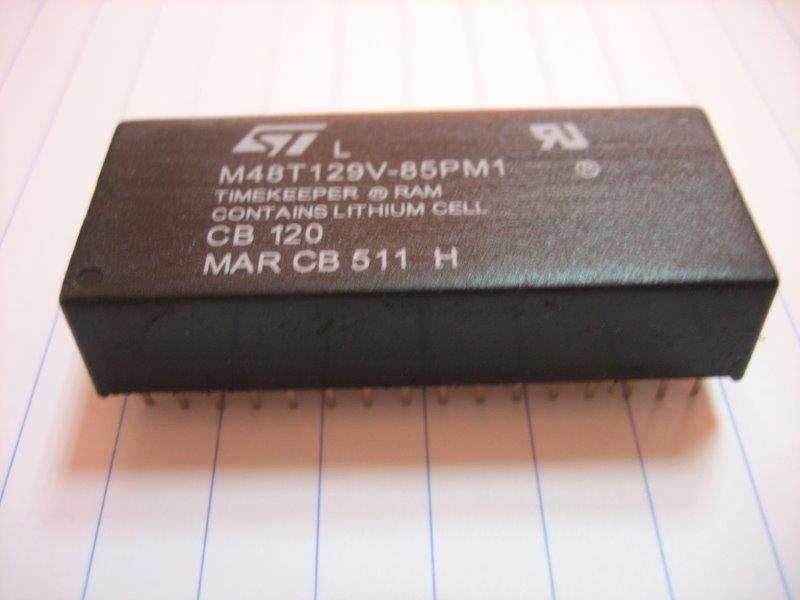 ST L
M48T129V-85PM1 ®
TIMEKEEPER ® RAM
CONTAINS LITHIUM CELL
CB 120
MAR CB 511 H